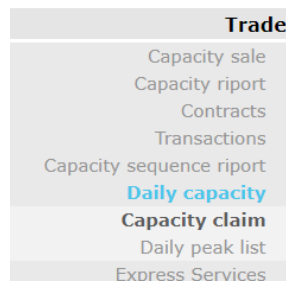 Trade
Capacity sale
Capacity riport
Contracts
Transactions
Capacity sequence riport
Daily capacity
Capacity claim
Daily peak list
Express Services